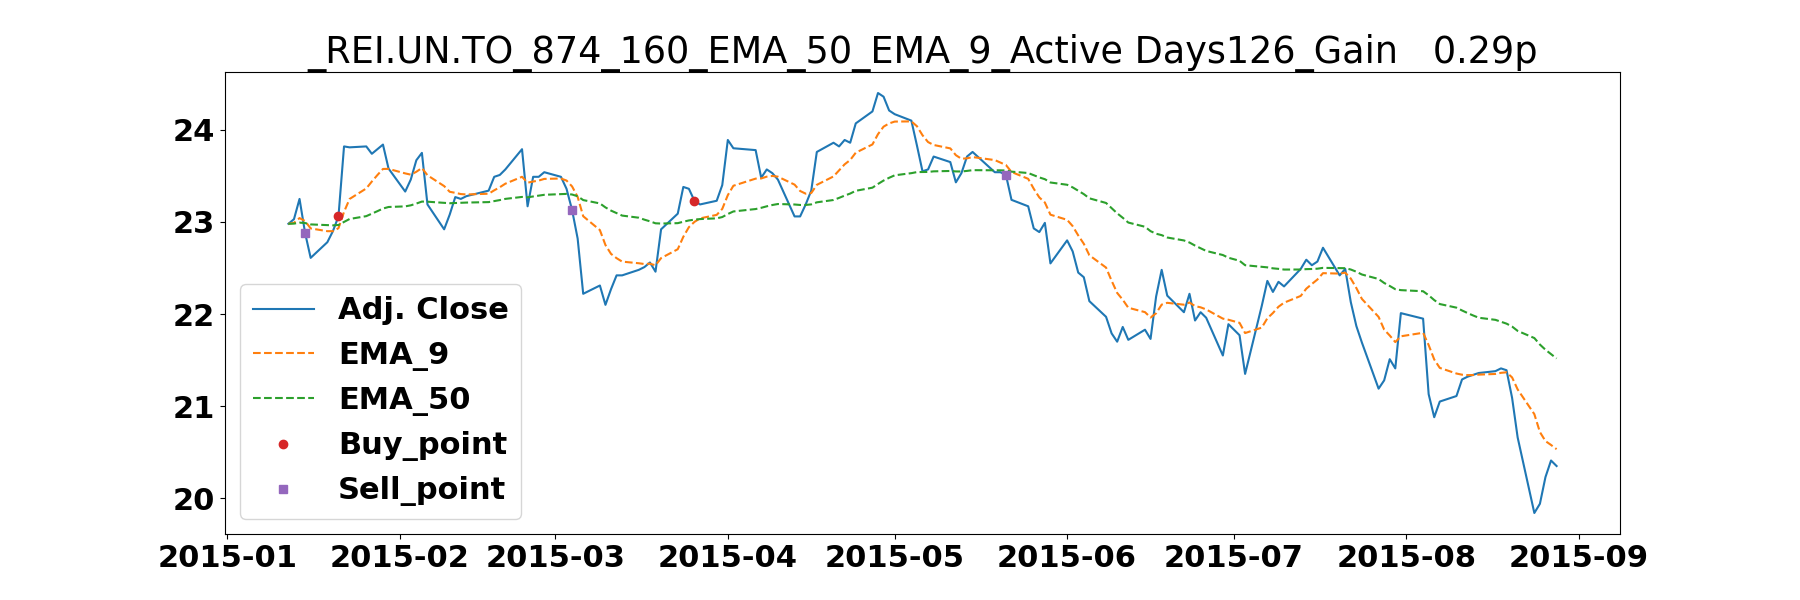 _REI.UN.TO_874_160_EMA_50_EMA_9_Active Days126_Gain   0.29p
24
23
22
21
20
Adj. Close
EMA_9
EMA_50
Buy_point
Sell_point
2015-01 2015-02 2015-03 2015-04 2015-05 2015-06 2015-07 2015-08 2015-09